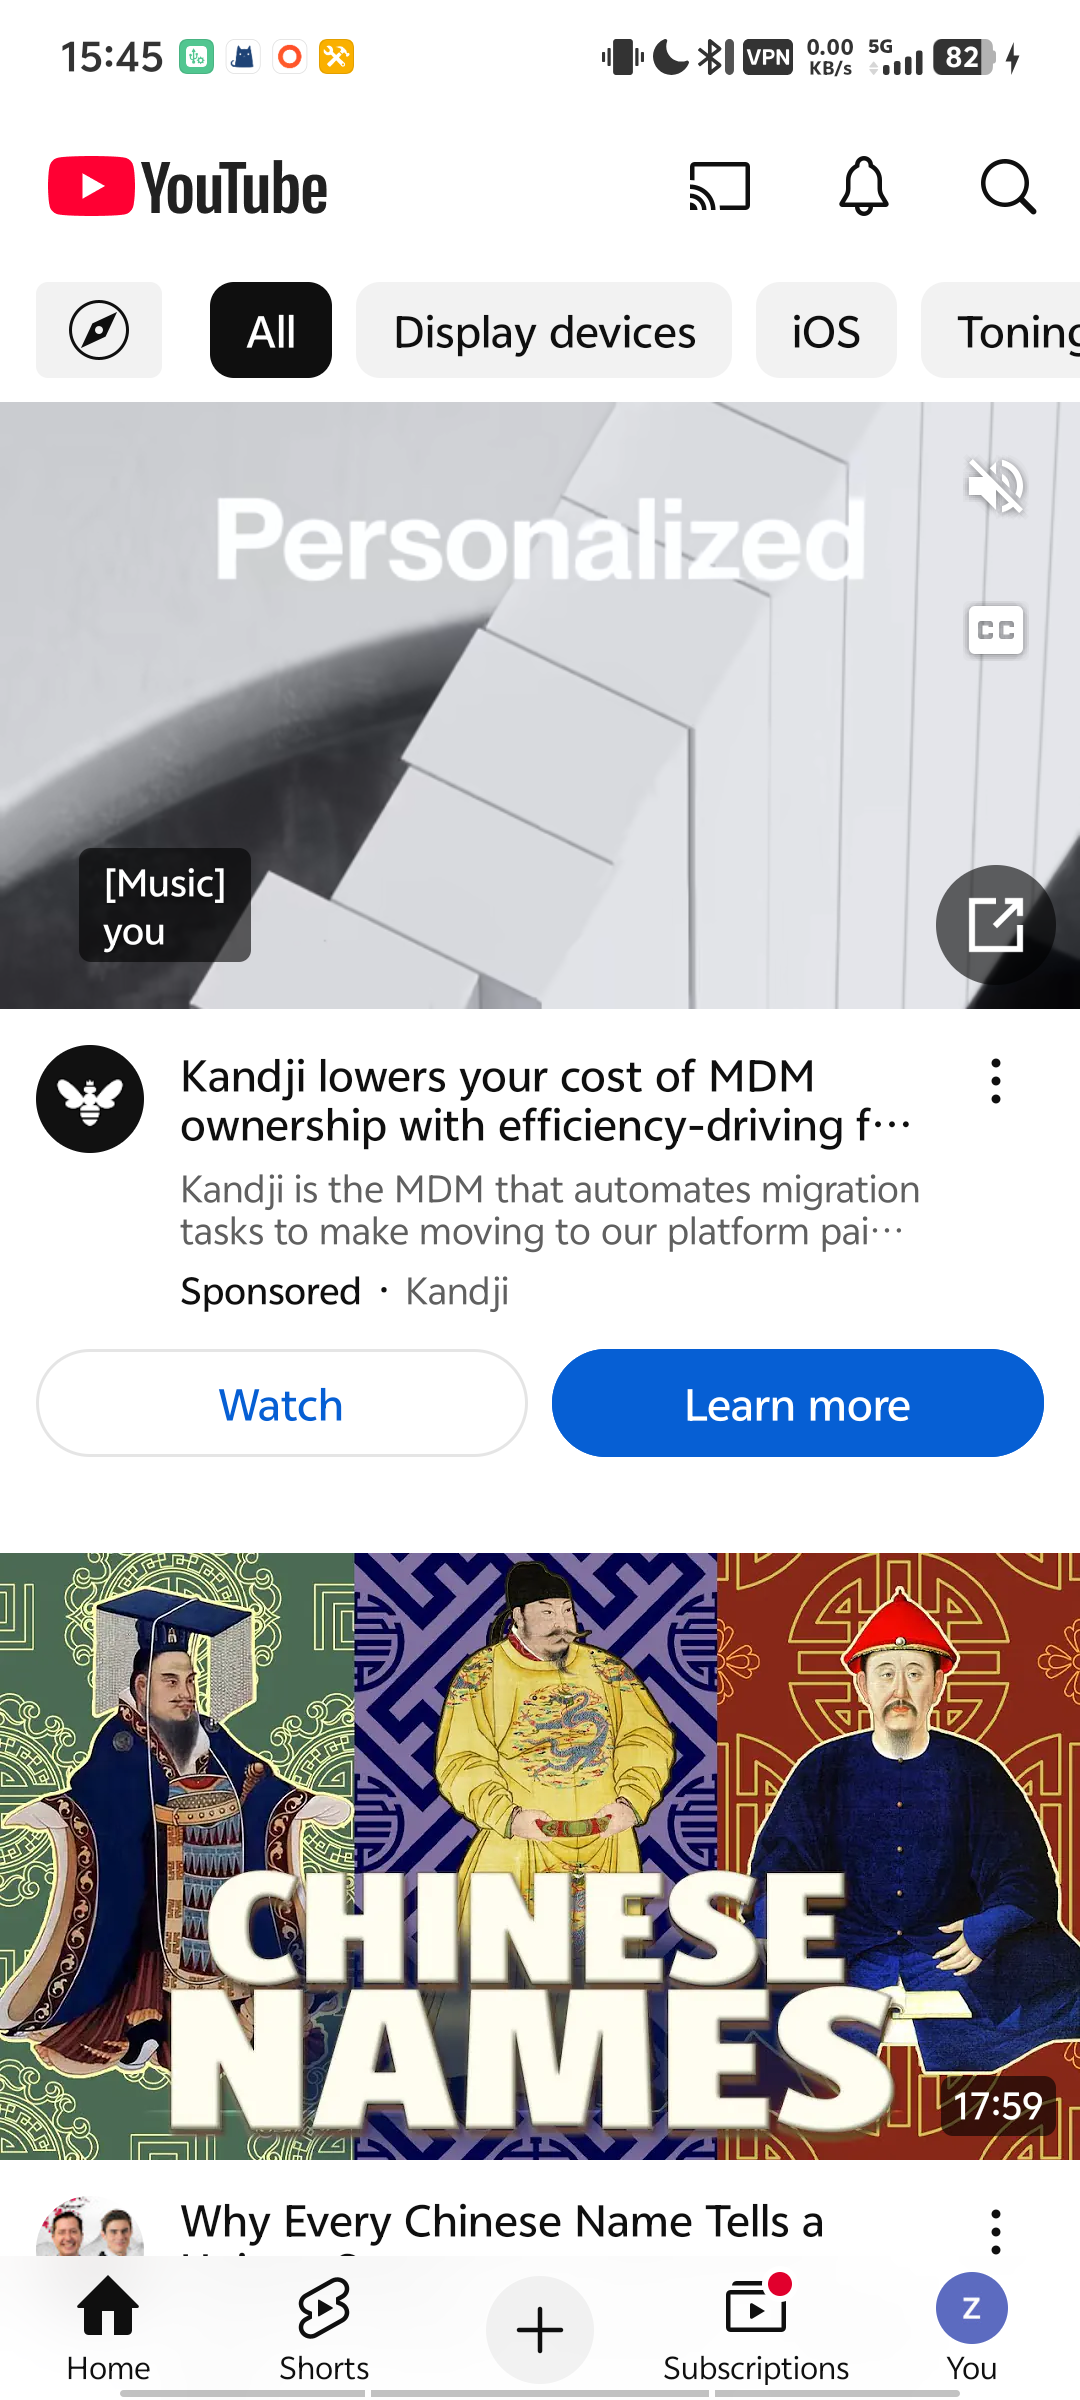 15:45
VPN
0.00
KB/s
5G
82
YouTube
All
Display devices
iOS
Toning
Personalized
CC
[Music]
you
Kandji lowers your cost of MDM
ownership with efficiency-driving f...
Kandji is the MDM that automates migration
tasks to make moving to our platform pai...
Sponsored · Kandji
Watch
Learn more
CHINESE
NAMES
17:59
Why Every Chinese Name Tells a
Home
Shorts
Subscriptions
Z
You